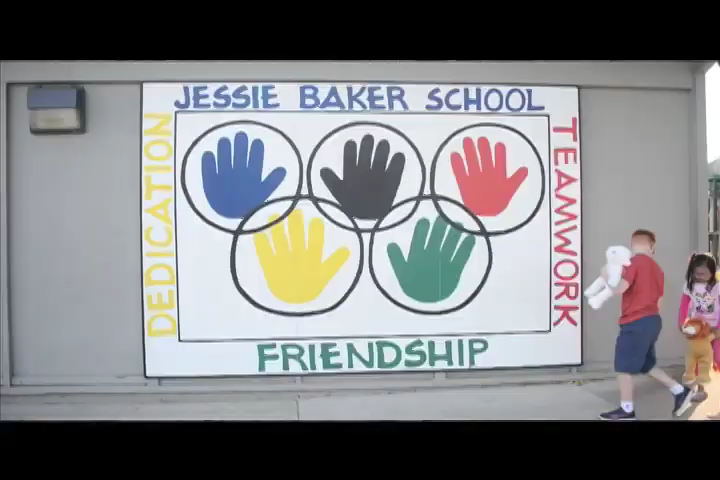 JESSIE BAKER SCHOOL
DEDICATION
TEAMWORK
FRIENDSHIP